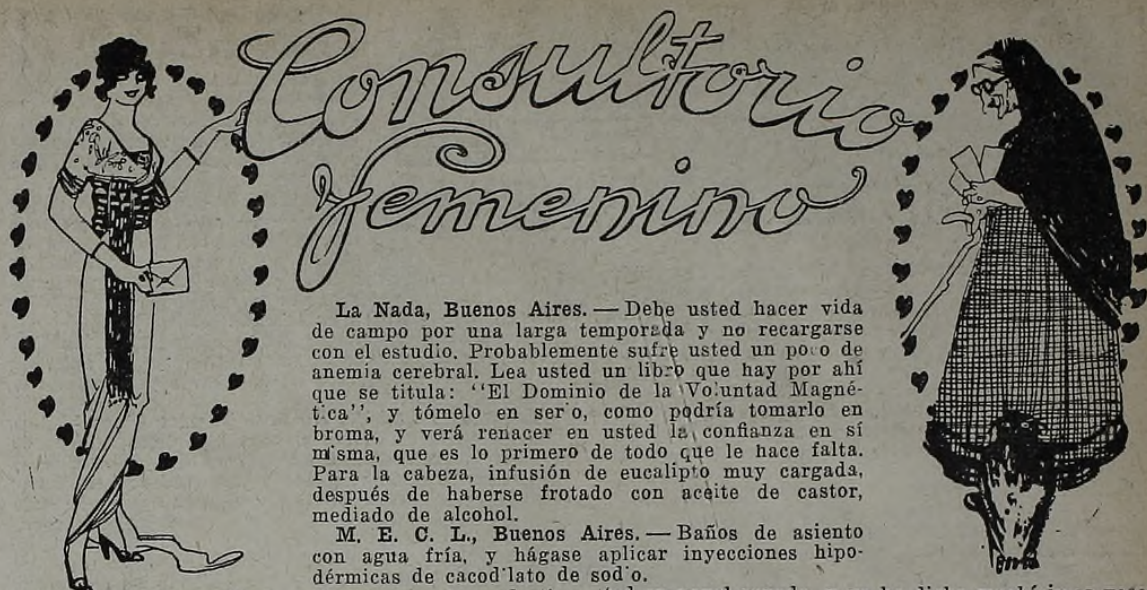 Consultorio
femenino
La Nada, Buenos Aires. — Debe usted hacer vida
de campo por una larga temporada y no recargarse
con el estudio. Probablemente sufre usted un poco de
anemia cerebral. Lea usted un libro que hay por ahí
que se titula: "El Dominio de la Voluntad Magné-
tica", y tómelo en serio, como podría tomarlo en
broma, y verá renacer en usted la confianza en sí
misma, que es lo primero de todo que le hace falta.
Para la cabeza, infusión de eucalipto muy cargada,
después de haberse frotado con aceite de castor,
mediado de alcohol.
M. E. C. L., Buenos Aires. — Baños de asiento
con agua fría, y hágase aplicar inyecciones hipo-
dérmicas de cacodilato de sodio.